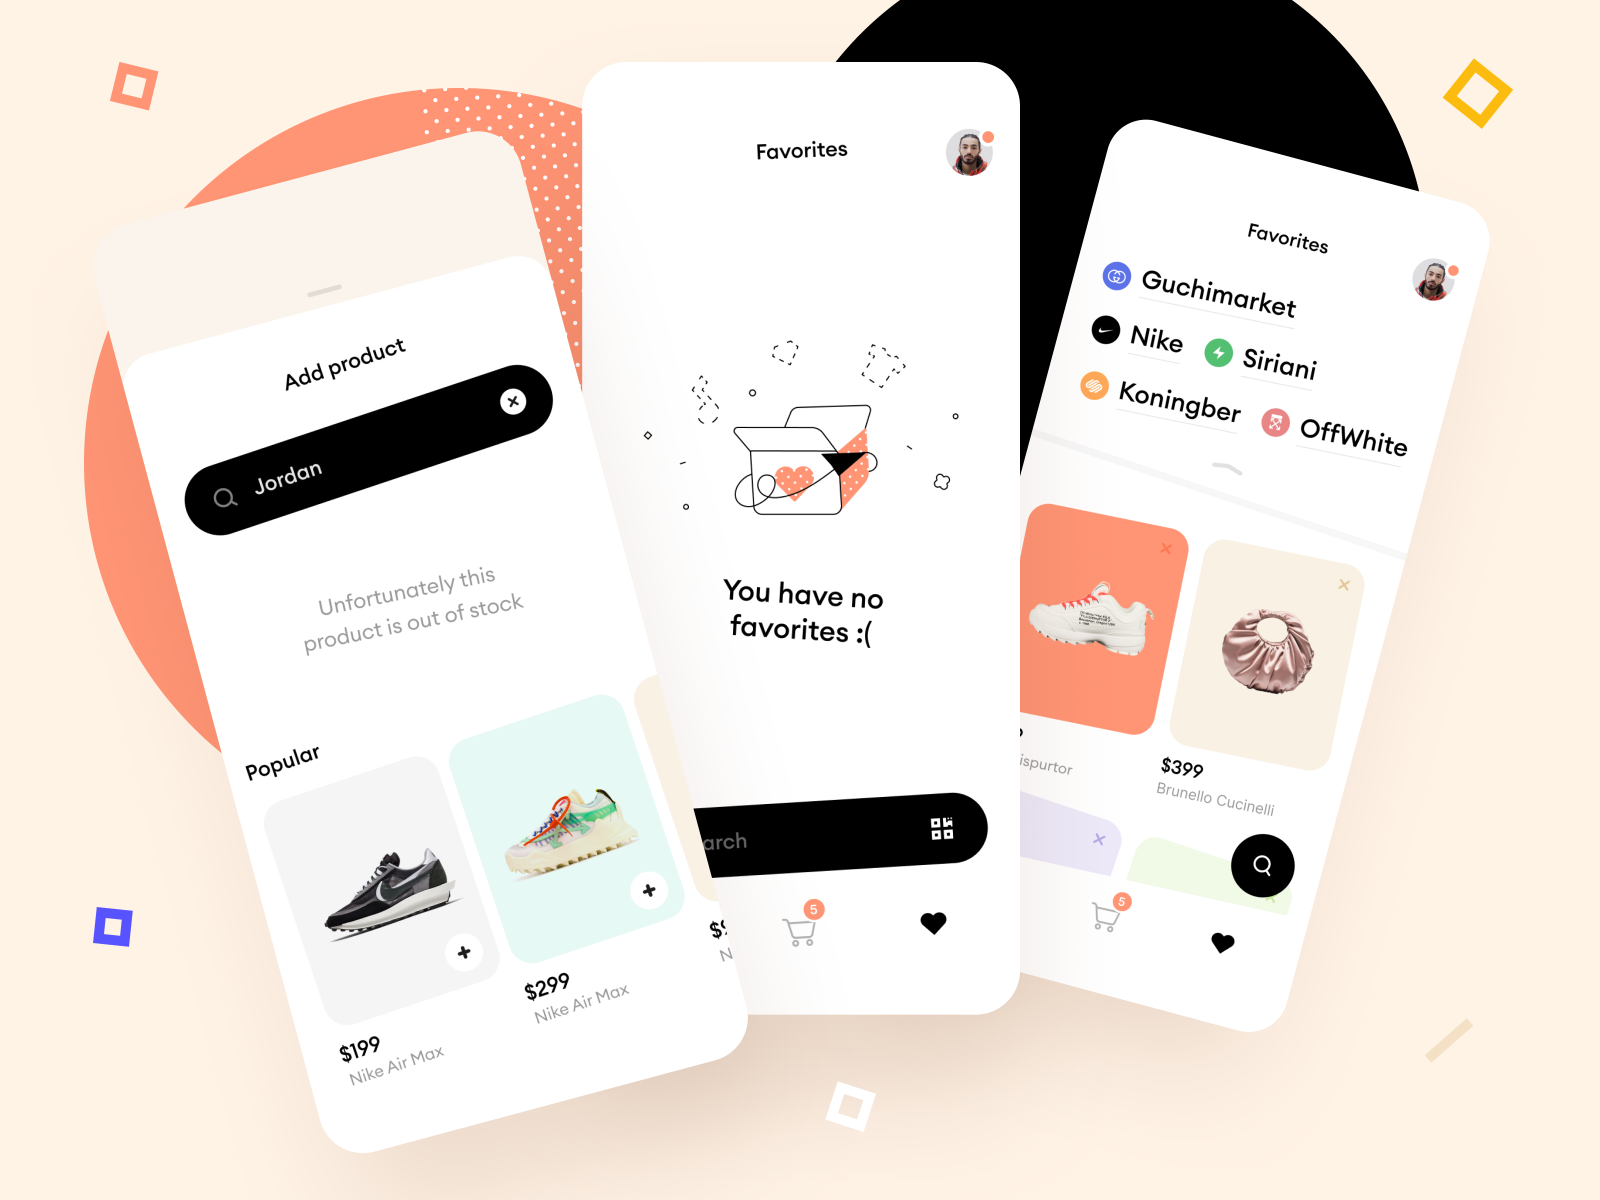 Add product
Jordan
Unfortunately this
product is out of stock
Popular
$199
Nike Air Max
$299
Nike Air Max
Favorites
You have no
favorites :(
arch
5
Favorites
Guchimarket
Nike
Siriani
Koningber
OffWhite
ispurtor
$399
Brunello Cucinelli
5